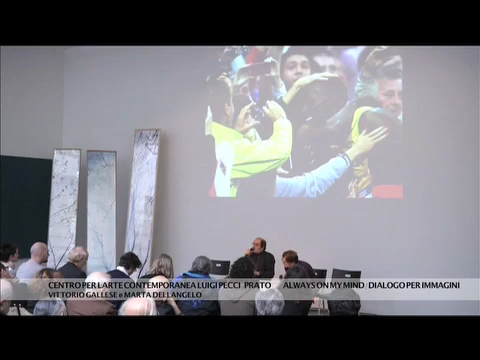 CENTRO PER L'ARTE CONTEMPORANEA LUIGI PECCI PRATO ALWAYS ON MY MIND / DIALOGO PER IMMAGINI
VITTORIO GALLESE e MARTA DELL'ANGELO